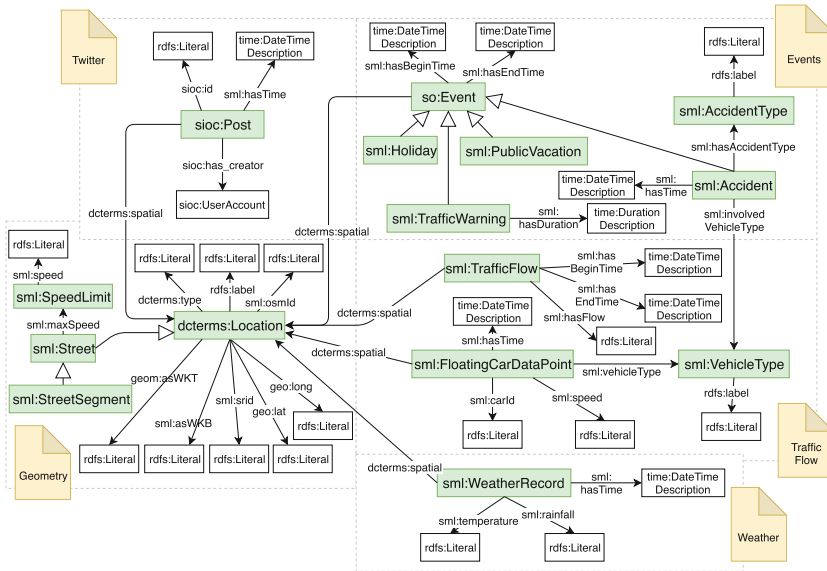 Twitter
rdfs:Literal
time:DateTime
Description
sioc:id
sml:hasTime
sioc:Post
sioc:has_creator
sioc:UserAccount
dcterms:spatial
time:DateTime
Description
time:DateTime
Description
sml:hasBeginTime
sml:hasEndTime
so:Event
sml:Holiday
sml:PublicVacation
sml:TrafficWarning
sml:
hasDuration
time:Duration
Description
dcterms:spatial
rdfs:Literal
rdfs:label
sml:AccidentType
sml:hasAccidentType
time:DateTime
Description
sml:
hasTime
sml:Accident
sml:involved
VehicleType
Events
rdfs:Literal
sml:speed
sml:SpeedLimit
sml:maxSpeed
sml:Street
sml:StreetSegment
rdfs:Literal
rdfs:Literal
rdfs:Literal
dcterms:type
rdfs:label
sml:osmId
dcterms:Location
geom:asWKT
sml:asWKB
sml:srid
geo:lat
geo:long
rdfs:Literal
rdfs:Literal
rdfs:Literal
rdfs:Literal
rdfs:Literal
Geometry
sml:TrafficFlow
sml:has
BeginTime
time:DateTime
Description
sml:has
EndTime
time:DateTime
Description
sml:hasFlow
rdfs:Literal
dcterms:spatial
time:DateTime
Description
sml:hasTime
dcterms:spatial
sml:FloatingCarDataPoint
sml:vehicleType
sml:VehicleType
sml:carId
sml:speed
rdfs:label
rdfs:Literal
rdfs:Literal
rdfs:Literal
Traffic
Flow
dcterms:spatial
sml:WeatherRecord
sml:
hasTime
time:DateTime
Description
sml:temperature
sml:rainfall
rdfs:Literal
rdfs:Literal
Weather